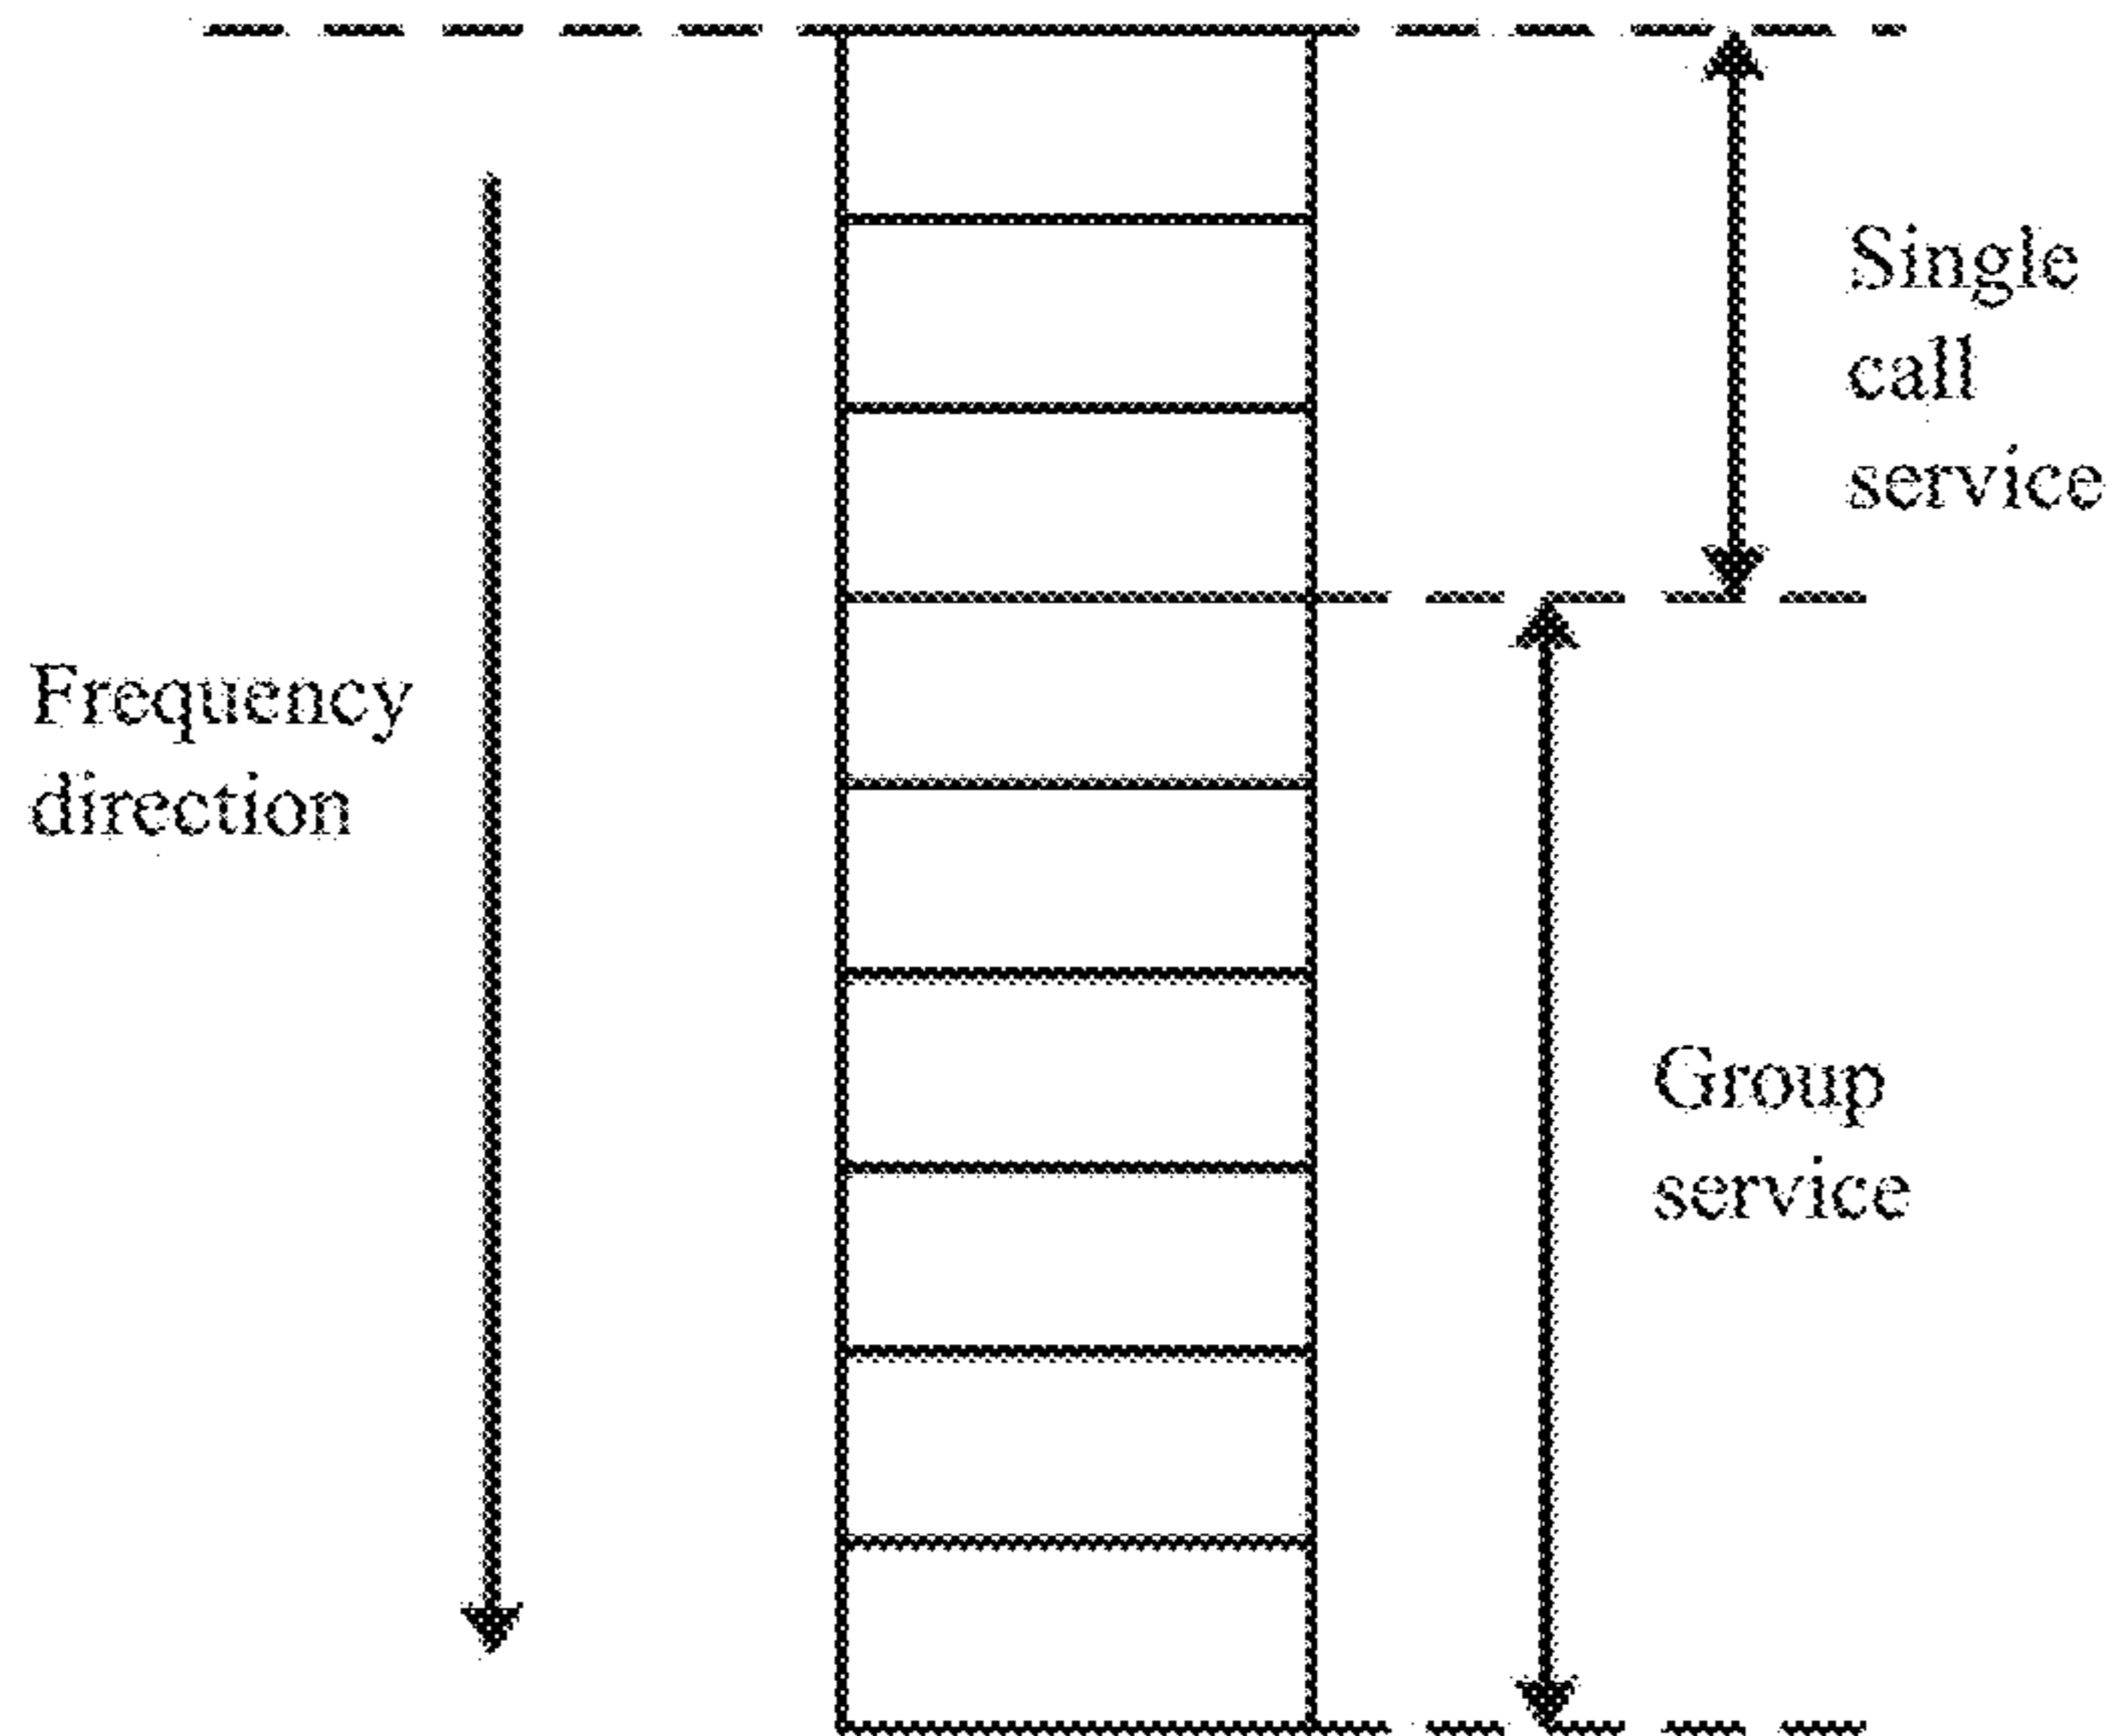 Single
call
service
Frequency
direction
Group
service